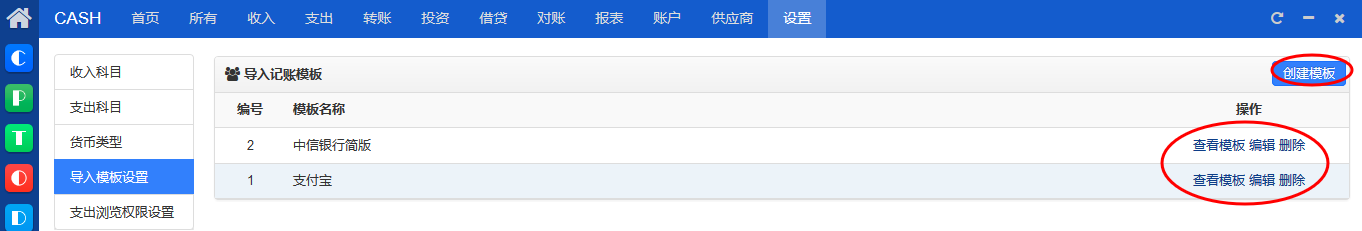 CASH 首页 所有 收入 支出 转账 投资 借贷 对账 报表 账户 供应商 设置
C
P
T
D
D
收入科目
支出科目
货币类型
导入模板设置
支出浏览权限设置
导入记账模板 创建模板
编号 模板名称 操作
2 中信银行简版 查看模板 编辑 删除
1 支付宝 查看模板 编辑 删除